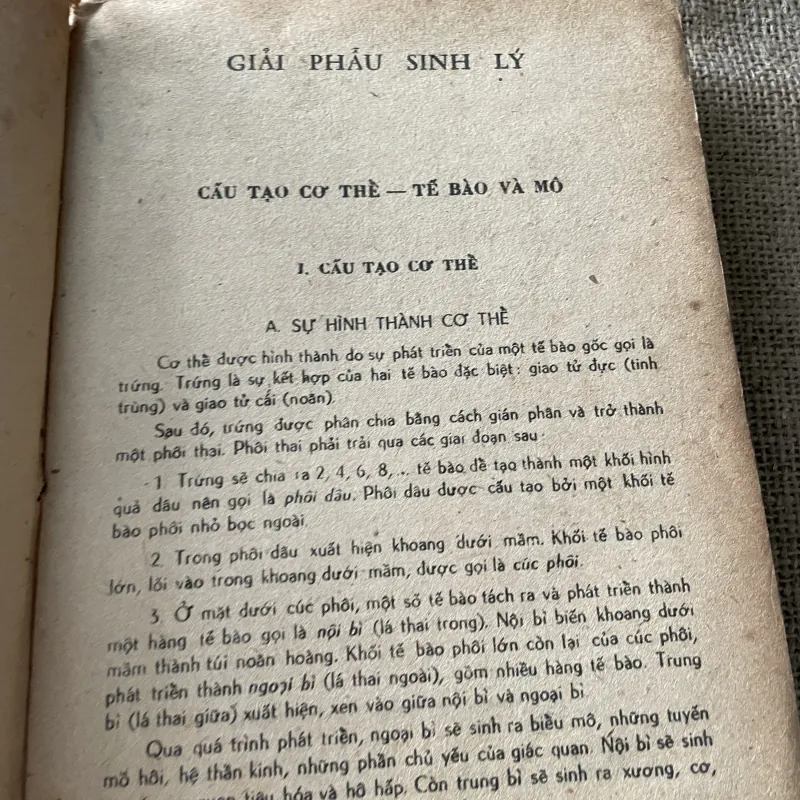 GIẢI PHẪU SINH LÝ
CẤU TẠO CƠ THỂ — TẾ BÀO VÀ MÔ
I. CẤU TẠO CƠ THỂ
A. SỰ HÌNH THÀNH CƠ THỂ
Cơ thể được hình thành do sự phát triển của một tế bào gốc gọi là
trứng. Trứng là sự kết hợp của hai tế bào đặc biệt: giao tử đực (tinh
trùng) và giao tử cái (noãn).
Sau đó, trứng được phân chia bằng cách gián phân và trở thành
một phôi thai. Phôi thai phải trải qua các giai đoạn sau:
1. Trứng sẽ chia ra 2, 4, 6, 8,... tế bào để tạo thành một khối hình
quả dâu nên gọi là phôi dâu. Phôi dâu được cấu tạo bởi một khối tế
bào phôi nhỏ bọc ngoài.
2. Trong phôi dâu xuất hiện khoang dưới mầm. Khối tế bào phôi
lớn, lồi vào trong khoang dưới mầm, được gọi là cúc phôi.
3. Ở mặt dưới cúc phôi, một số tế bào tách ra và phát triển thành
một hàng tế bào gọi là nội bì (lá thai trong). Nội bì biến khoang dưới
mầm thành túi noãn hoàng. Khối tế bào phôi lớn còn lại của cúc phôi,
phát triển thành ngoại bì (lá thai ngoài), gồm nhiều hàng tế bào. Trung
bì (lá thai giữa) xuất hiện, xen vào giữa nội bì và ngoại bì.
Qua quá trình phát triển, ngoại bì sẽ sinh ra biểu mô, những tuyến
mồ hôi, hệ thần kinh, những phần chủ yếu của giác quan. Nội bì sẽ sinh
tiêu hóa và hô hấp. Còn trung bì sẽ sinh ra xương, cơ,